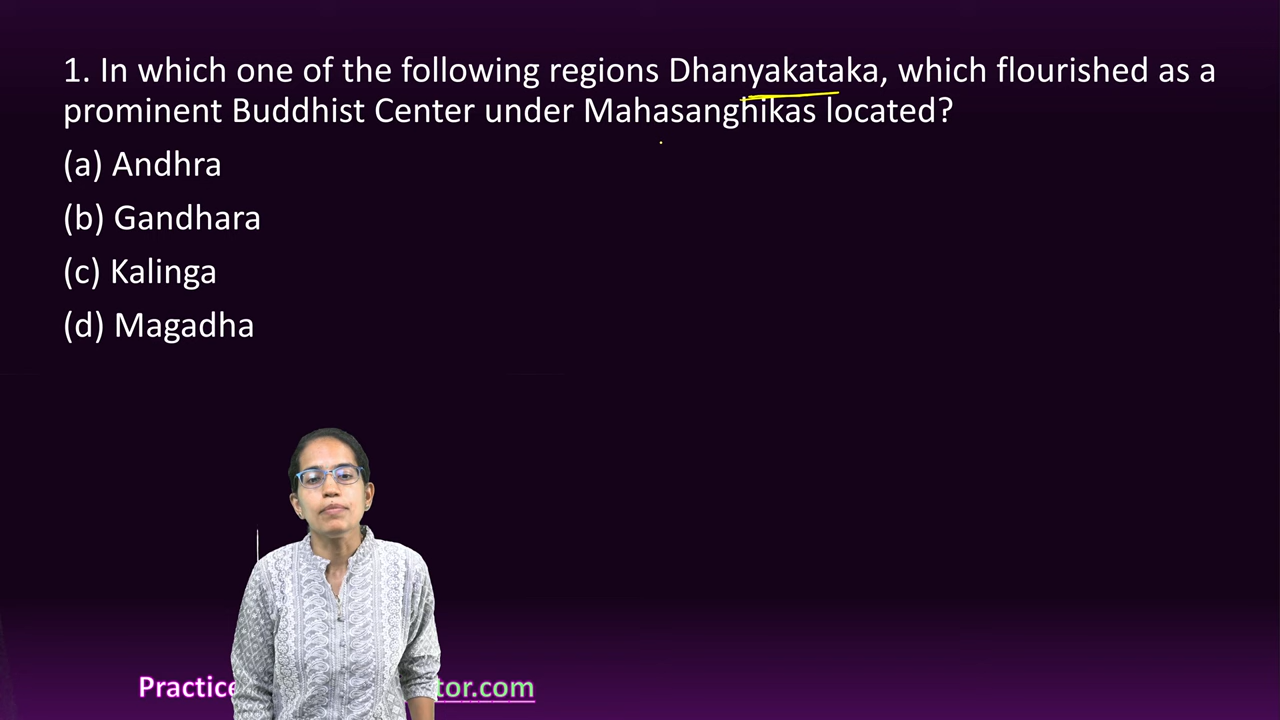 1. In which one of the following regions Dhanyakataka, which flourished as a
prominent Buddhist Center under Mahasanghikas located?
(a) Andhra
(b) Gandhara
(c) Kalinga
(d) Magadha
Practice tor.com